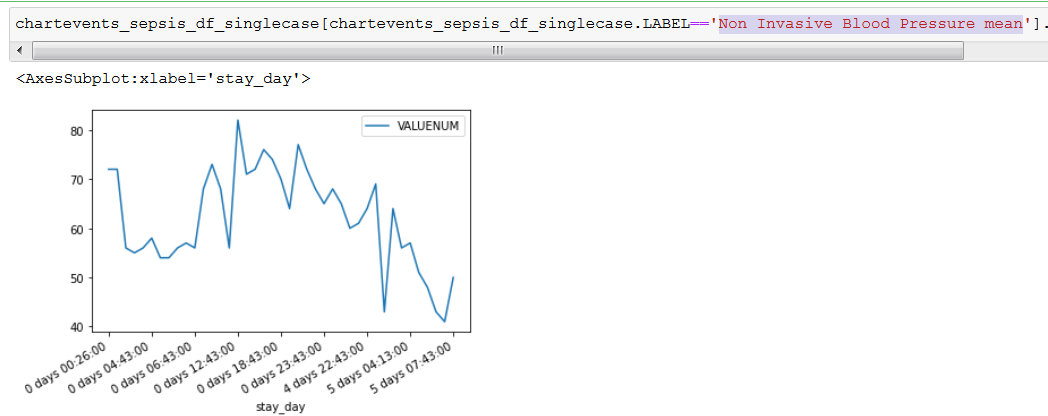 chartevents_sepsis_df_singlecase[chartevents_sepsis_df_singlecase.LABEL=='Non Invasive Blood Pressure mean'].
<AxesSubplot:xlabel='stay_day'>
VALUENUM
80
70
60
50
40
0 days 00:26:00
0 days 04:43:00
0 days 06:43:00
0 days 12:43:00
0 days 18:43:00
0 days 23:43:00
4 days 22:43:00
5 days 04:13:00
5 days 07:43:00
stay_day